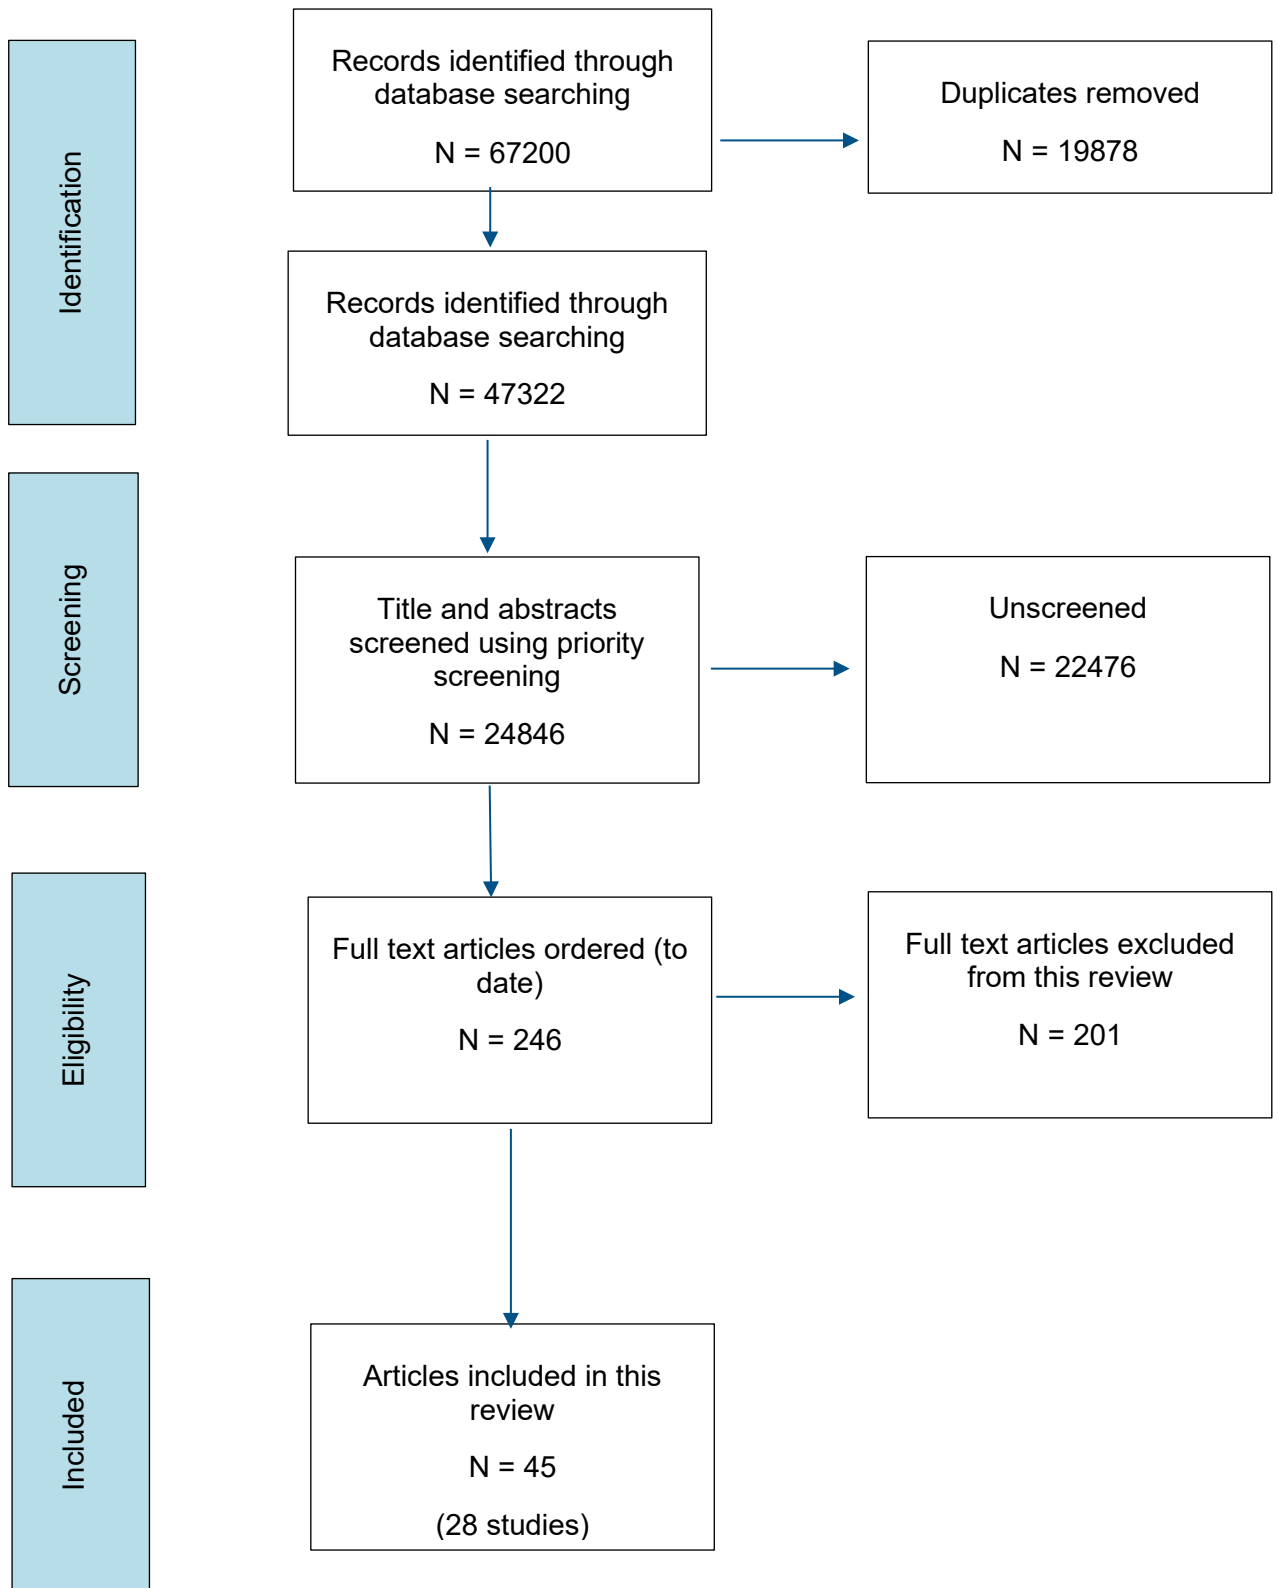 Identification
Records identified through
database searching
N = 67200
Duplicates removed
N = 19878
Records identified through
database searching
N = 47322
Screening
Title and abstracts
screened using priority
screening
N = 24846
Unscreened
N = 22476
Eligibility
Full text articles ordered (to
date)
N = 246
Full text articles excluded
from this review
N = 201
Included
Articles included in this
review
N = 45
(28 studies)